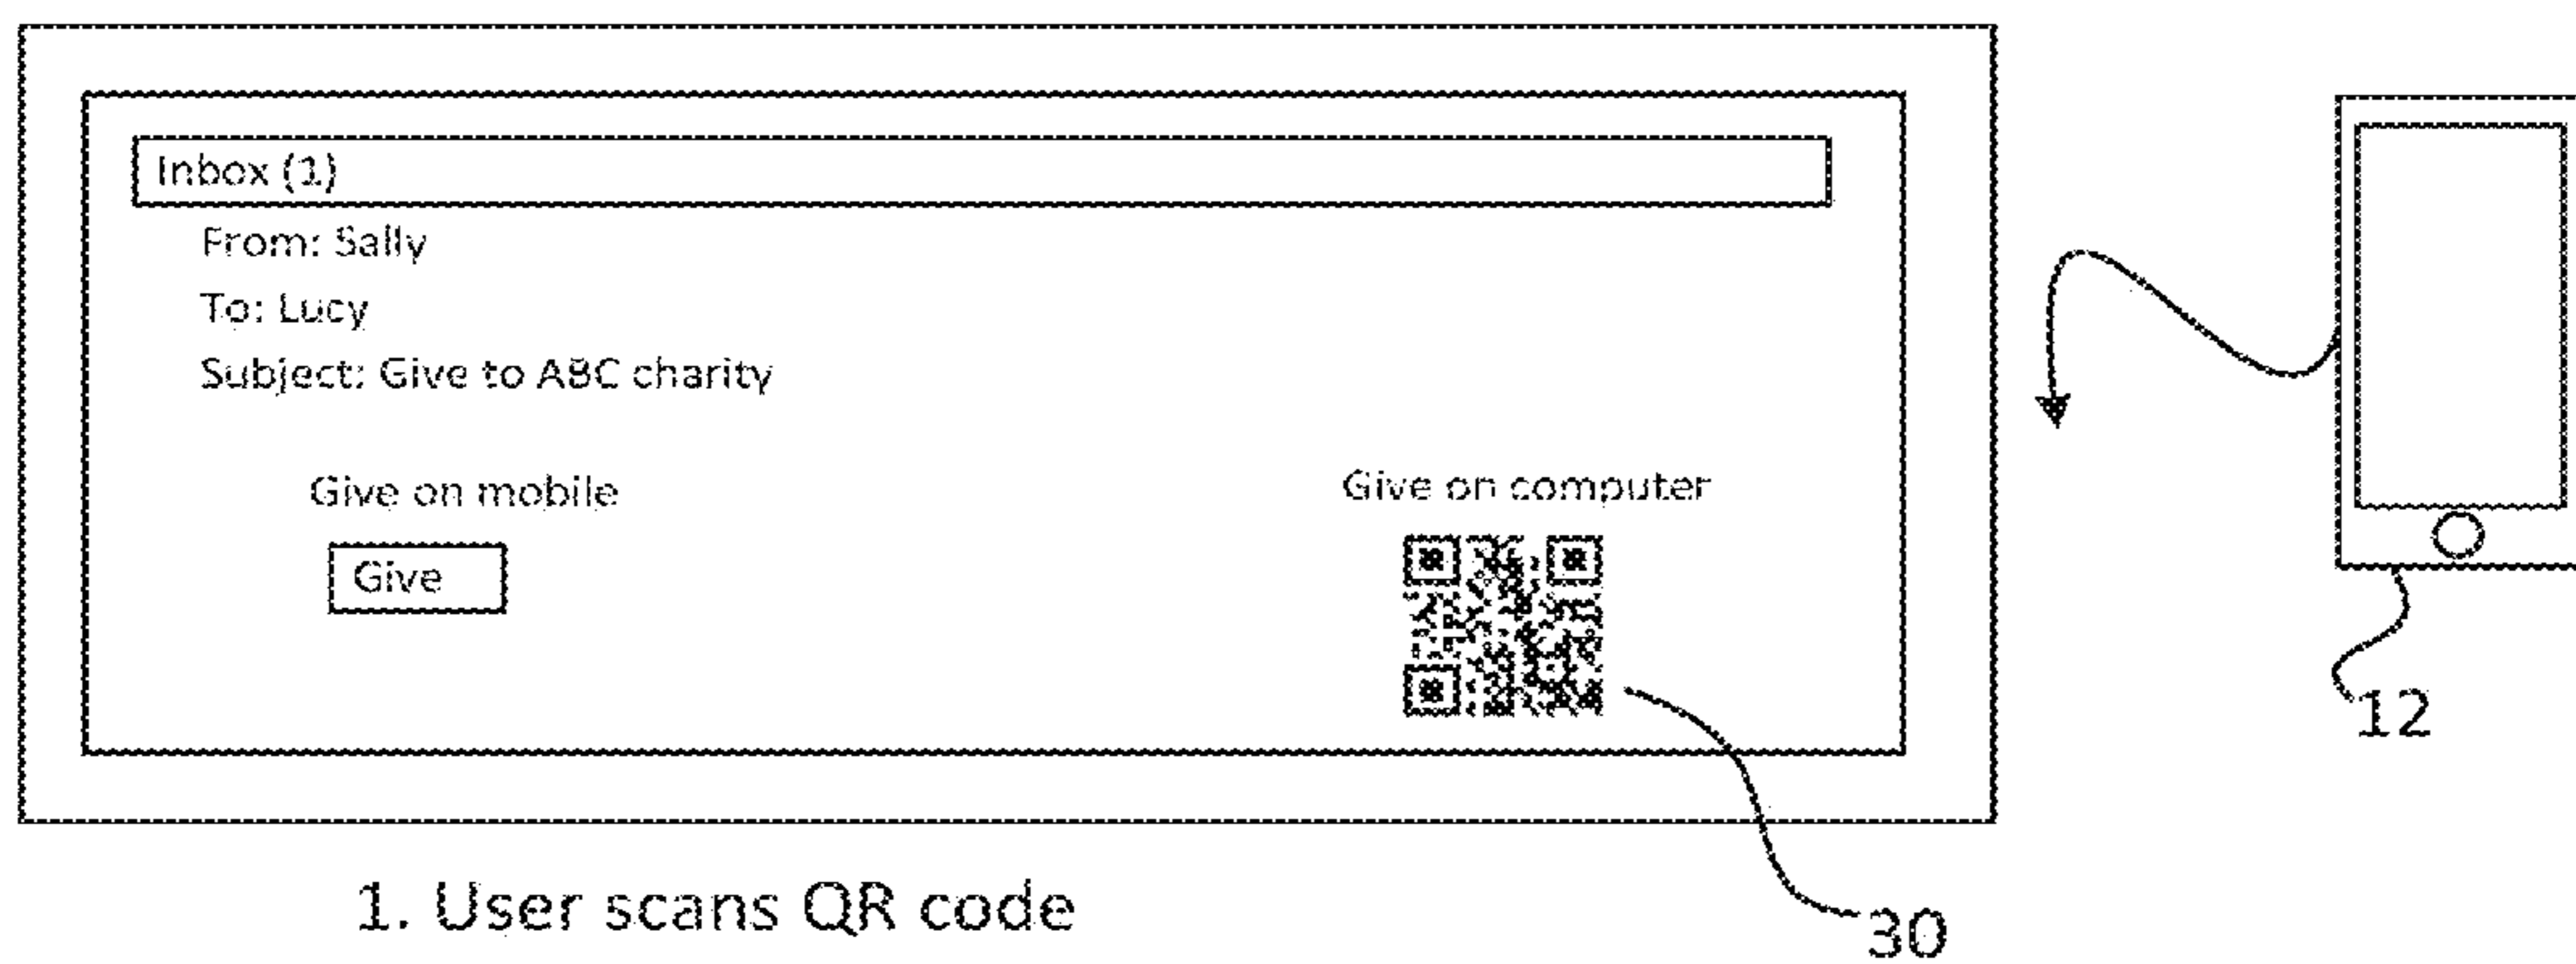 Inbox (1)
From: Sally
To: Lucy
Subject: Give to ABC charity
Give on mobile
Give on computer
Give
12
1. User scans QR code
30